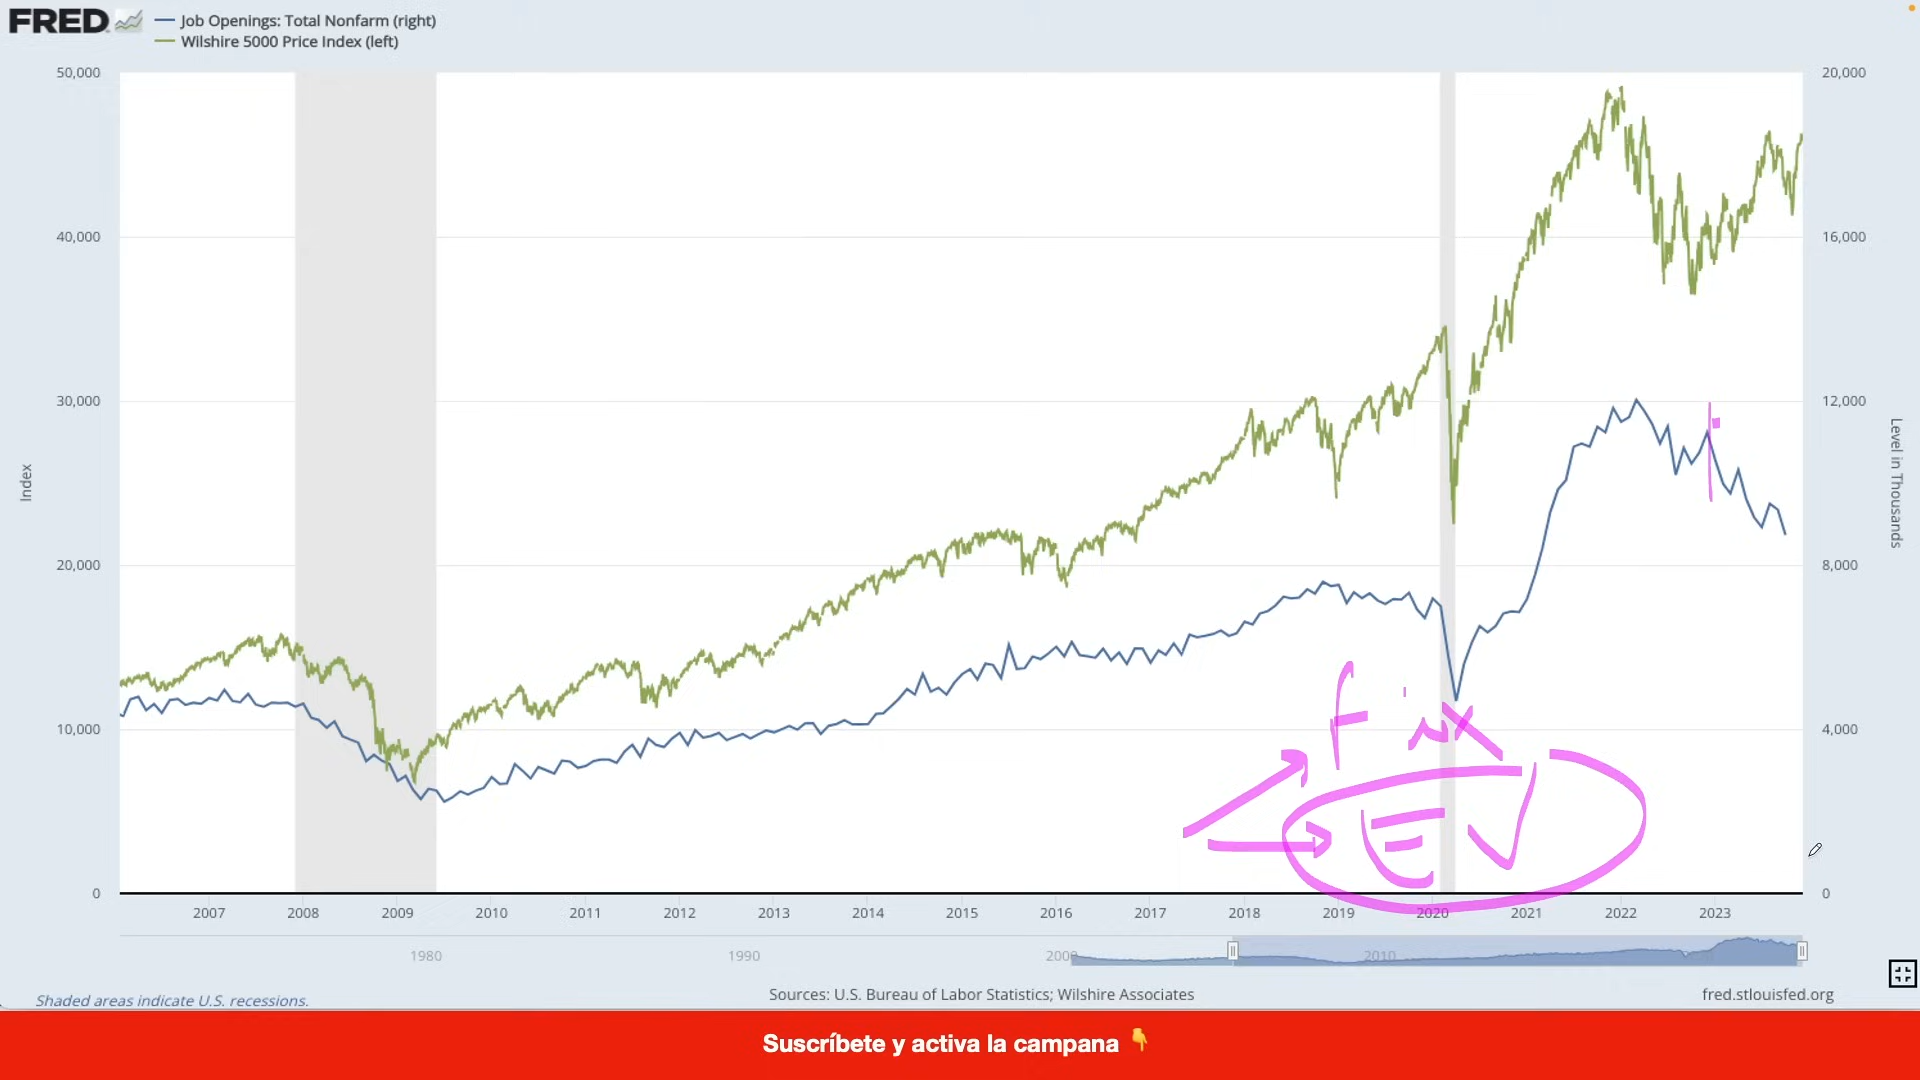 FRED
Job Openings: Total Nonfarm (right)
Wilshire 5000 Price Index (left)
50,000
40,000
30,000
20,000
10,000
0
Index
20,000
16,000
12,000
8,000
4,000
0
Level in Thousands
Fix
EV
2007 2008 2009 2010 2011 2012 2013 2014 2015 2016 2017 2018 2019 2020 2021 2022 2023
1980 1990 2000 2010
Shaded areas indicate U.S. recessions.
Sources: U.S. Bureau of Labor Statistics; Wilshire Associates
fred.stlouisfed.org
Suscríbete y activa la campana 👇